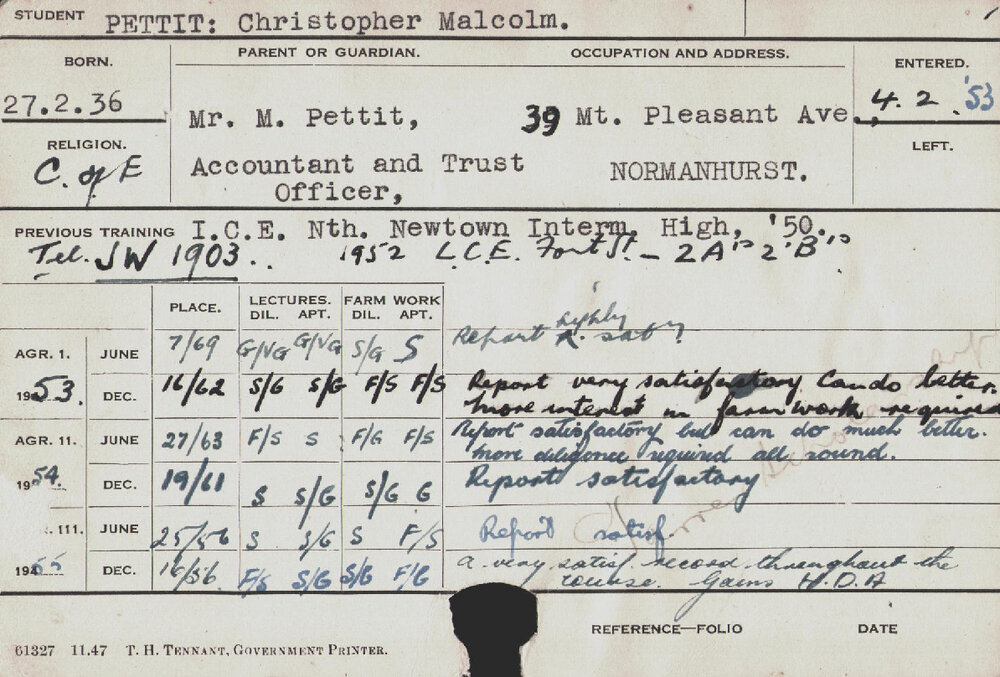 STUDENT PETTIT: Christopher Malcolm.
BORN. PARENT OR GUARDIAN. OCCUPATION AND ADDRESS. ENTERED.
27.2.36 Mr. M. Pettit, 39 Mt. Pleasant Ave., 4. 2. '53
RELIGION. LEFT.
C. of E Accountant and Trust NORMANHURST.
Officer,
PREVIOUS TRAINING I.C.E. Nth. Newtown Interm. High, '50.
Tel. JW 1903.. 1952 L.C.E. Fort St. – 2A's 2'B's
PLACE. LECTURES. FARM WORK
DIL. APT. DIL. APT.
AGR. 1. JUNE 7/69 G/VG G/VG S/G S Report highly satf
1953. DEC. 16/62 S/G S/G F/S F/S Report very satisfactory Can do better.
more interest in farm work required
AGR. 11. JUNE 27/63 F/S S F/G F/S Report satisfactory but can do much better.
more diligence required all round.
1954. DEC. 19/61 S S/G S/G G Report satisfactory
. 111. JUNE 25/56 S S/G S F/S Report satisf.
1955 DEC. 16/56 F/S S/G S/G F/G a very satisf. record throughout the
course. Gains H.D.A
REFERENCE—FOLIO DATE
61327 11.47 T. H. TENNANT, GOVERNMENT PRINTER.